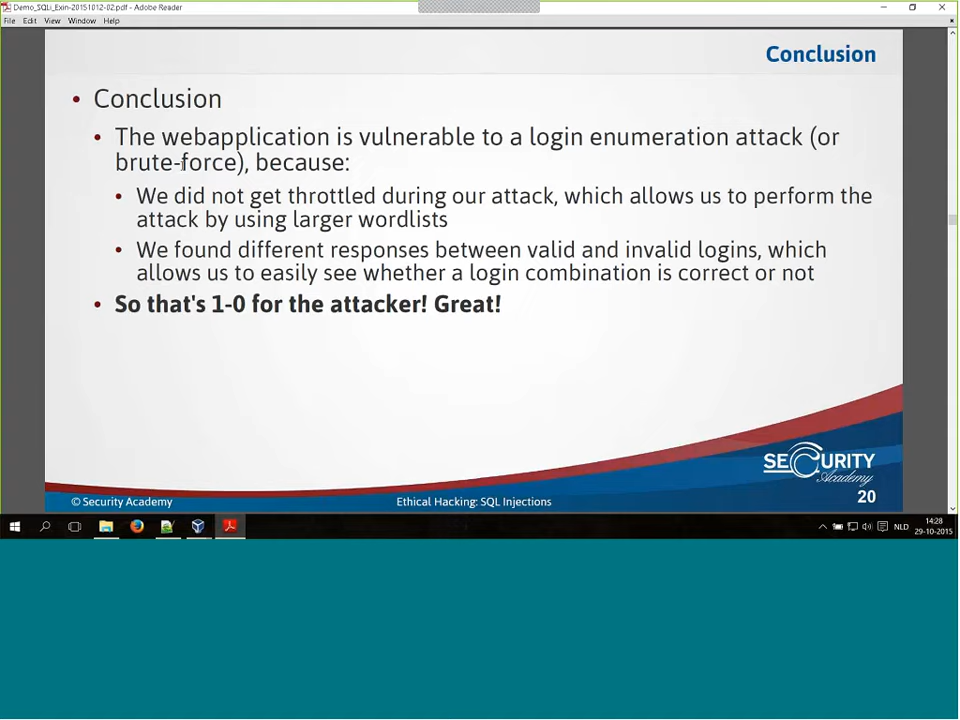 Demo_SQLi_Exin-20151012-02.pdf - Adobe Reader
File Edit View Window Help
Conclusion
• Conclusion
• The webapplication is vulnerable to a login enumeration attack (or
brute-force), because:
• We did not get throttled during our attack, which allows us to perform the
attack by using larger wordlists
• We found different responses between valid and invalid logins, which
allows us to easily see whether a login combination is correct or not
• So that's 1-0 for the attacker! Great!
SECURITY
Academy
© Security Academy
Ethical Hacking: SQL Injections
20
NLD
14:28
29-10-2015